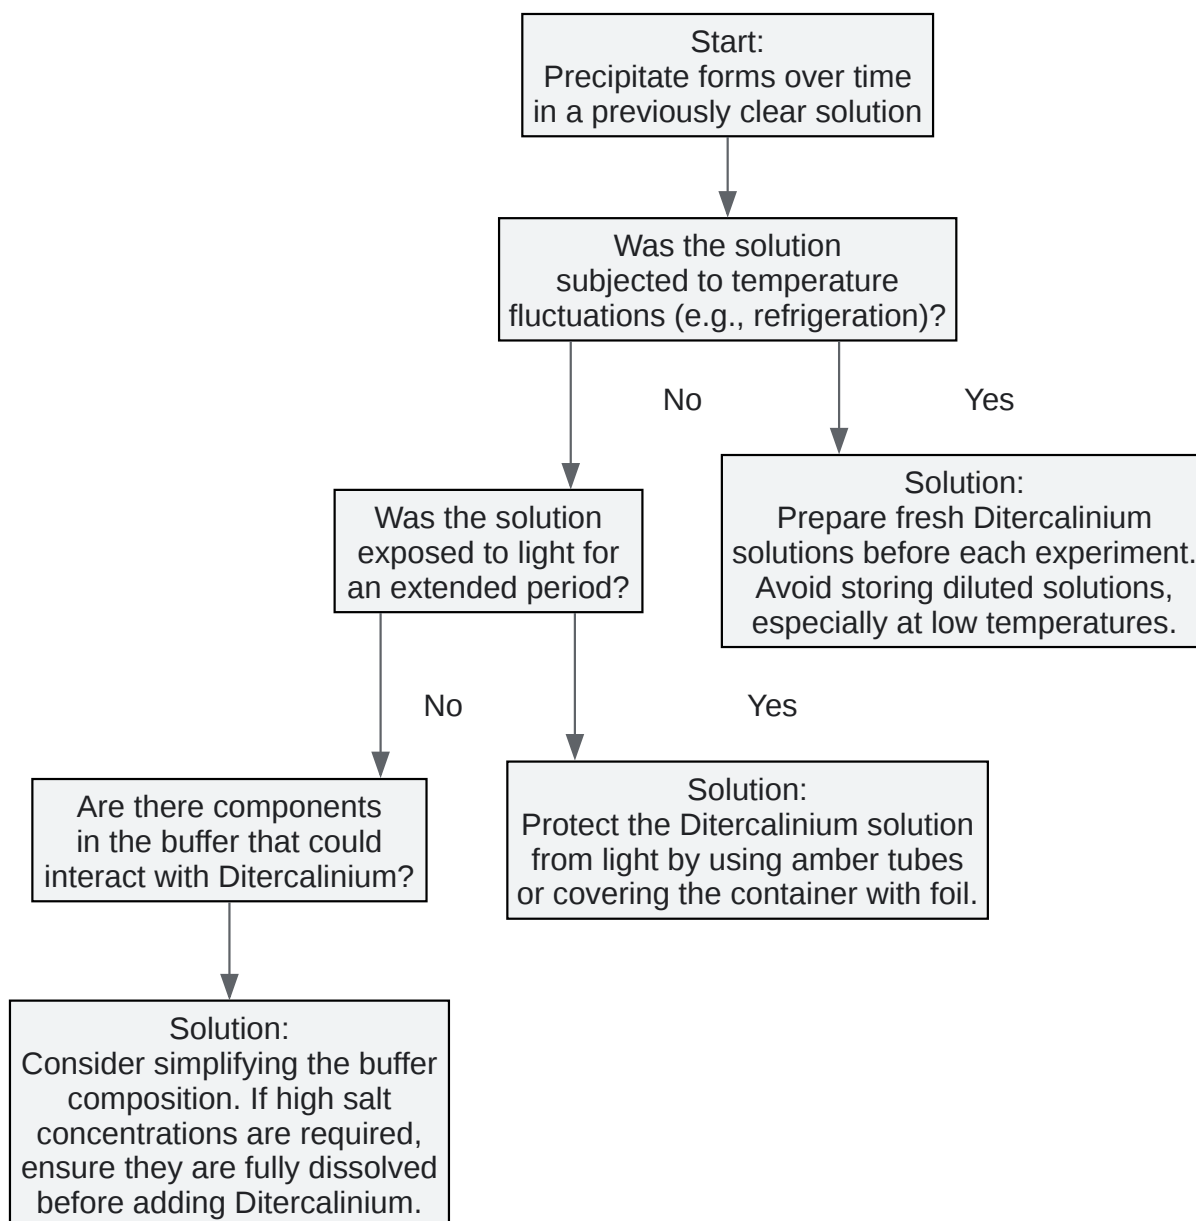 Start:
Precipitate forms over time
in a previously clear solution
Was the solution
subjected to temperature
fluctuations (e.g., refrigeration)?
No
Yes
Solution:
Prepare fresh Ditercalinium
solutions before each experiment.
Avoid storing diluted solutions,
especially at low temperatures.
Was the solution
exposed to light for
an extended period?
No
Yes
Solution:
Protect the Ditercalinium solution
from light by using amber tubes
or covering the container with foil.
Are there components
in the buffer that could
interact with Ditercalinium?
Solution:
Consider simplifying the buffer
composition. If high salt
concentrations are required,
ensure they are fully dissolved
before adding Ditercalinium.